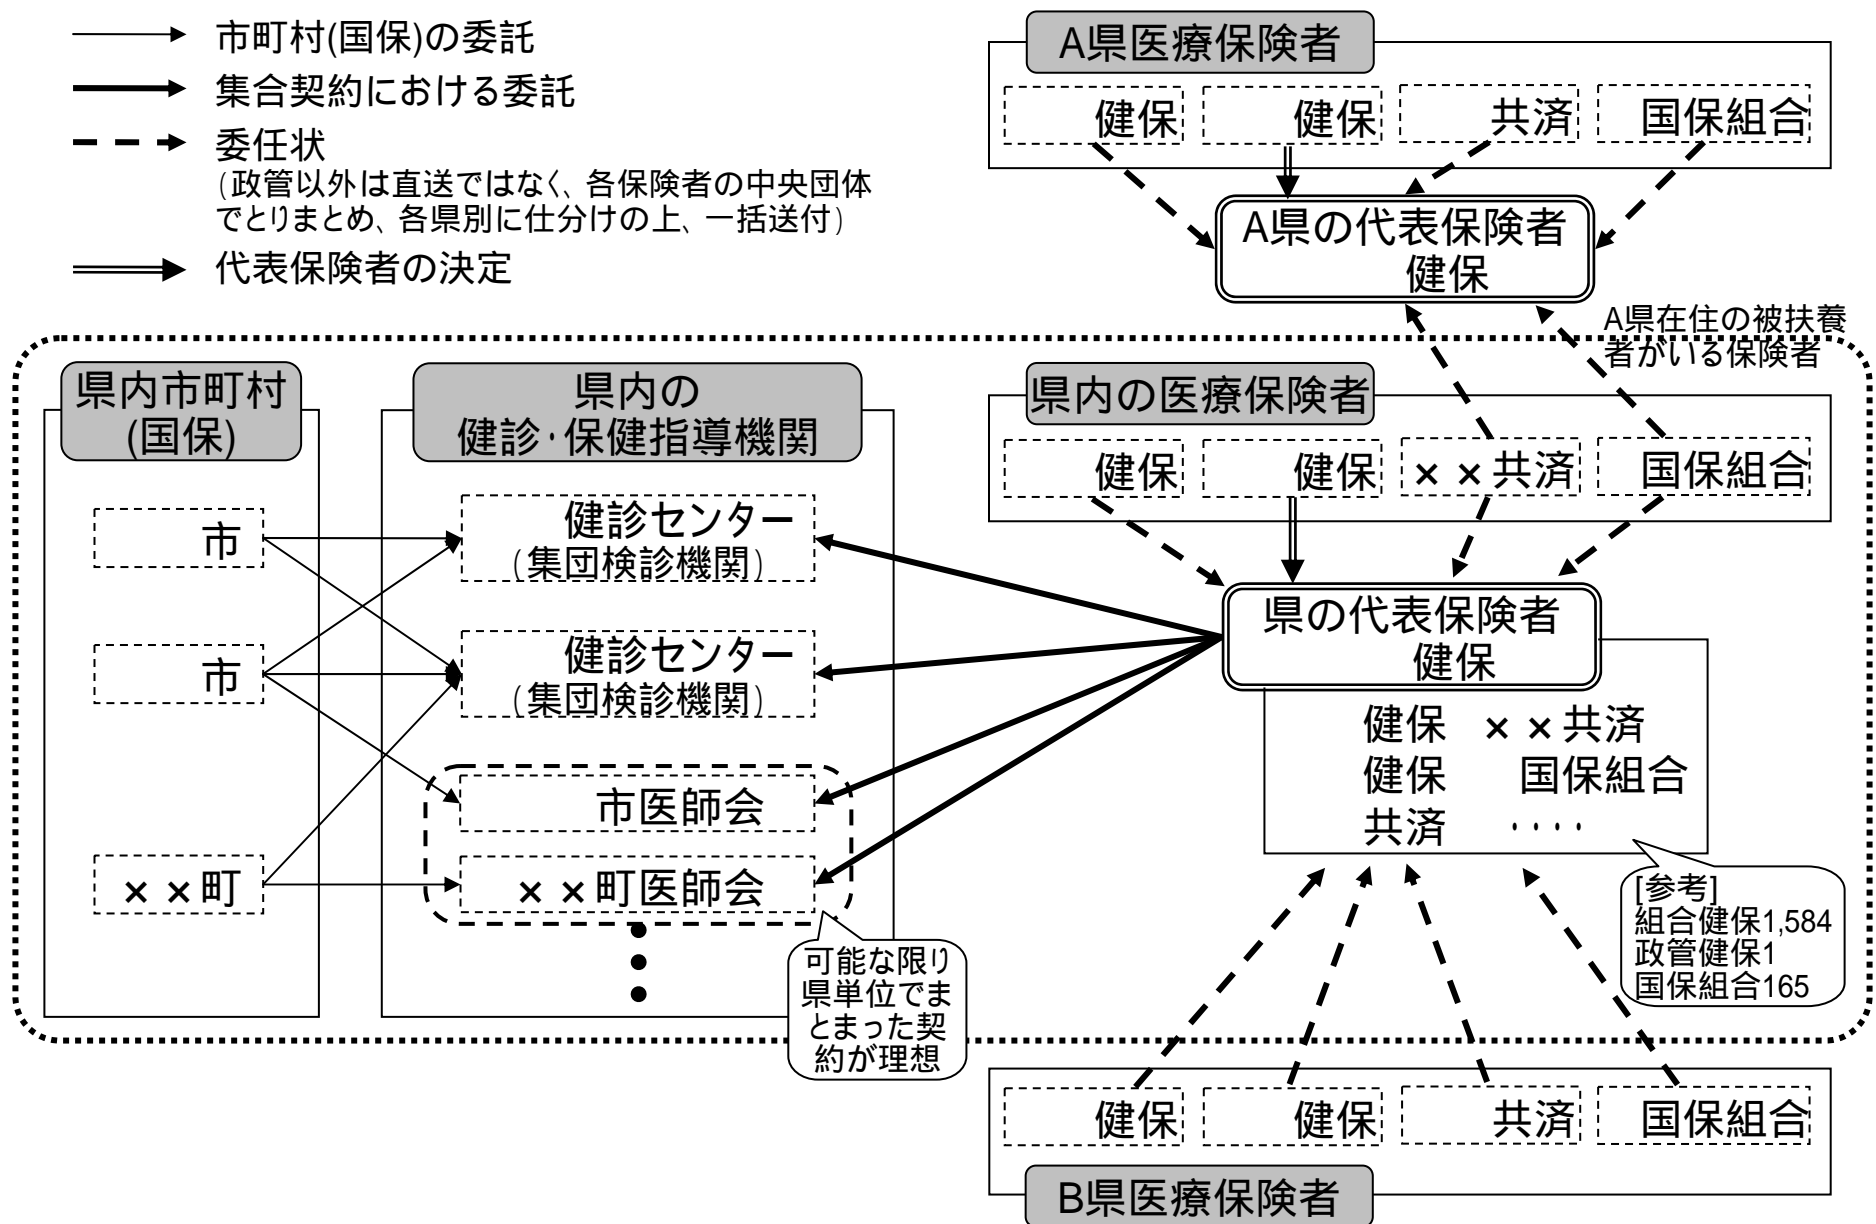 市町村(国保)の委託
集合契約における委託
委任状
(政管以外は直送ではなく、各保険者の中央団体
でとりまとめ、各県別に仕分けの上、一括送付)
代表保険者の決定
A県医療保険者
健保
健保
共済
国保組合
A県の代表保険者
健保
A県在住の被扶養
者がいる保険者
県内市町村
(国保)
市
市
××町
県内の
健診・保健指導機関
健診センター
(集団検診機関)
健診センター
(集団検診機関)
市医師会
××町医師会
可能な限り
県単位でま
とまった契
約が理想
県内の医療保険者
健保
健保
××共済
国保組合
県の代表保険者
健保
健保 ××共済
健保 国保組合
共済 ････
[参考]
組合健保1,584
政管健保1
国保組合165
健保
健保
共済
国保組合
B県医療保険者